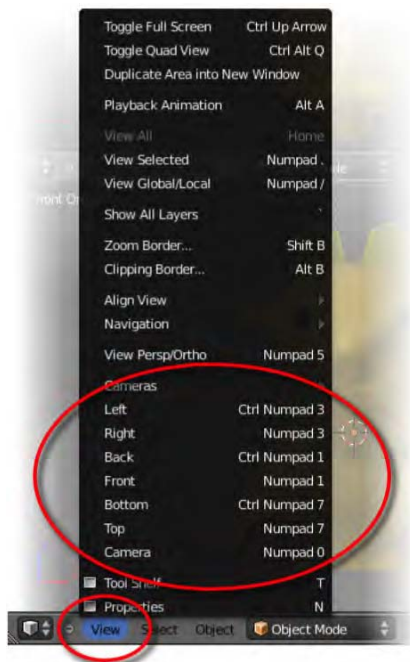 Toggle Full Screen Ctrl Up Arrow
Toggle Quad View Ctrl Alt Q
Duplicate Area into New Window
Playback Animation Alt A
View All Home
View Selected Numpad .
View Global/Local Numpad /
Show All Layers `
Zoom Border... Shift B
Clipping Border... Alt B
Align View
Navigation
View Persp/Ortho Numpad 5
Cameras
Left Ctrl Numpad 3
Right Numpad 3
Back Ctrl Numpad 1
Front Numpad 1
Bottom Ctrl Numpad 7
Top Numpad 7
Camera Numpad 0
Tool Shelf T
Properties N
View Select Object Object Mode